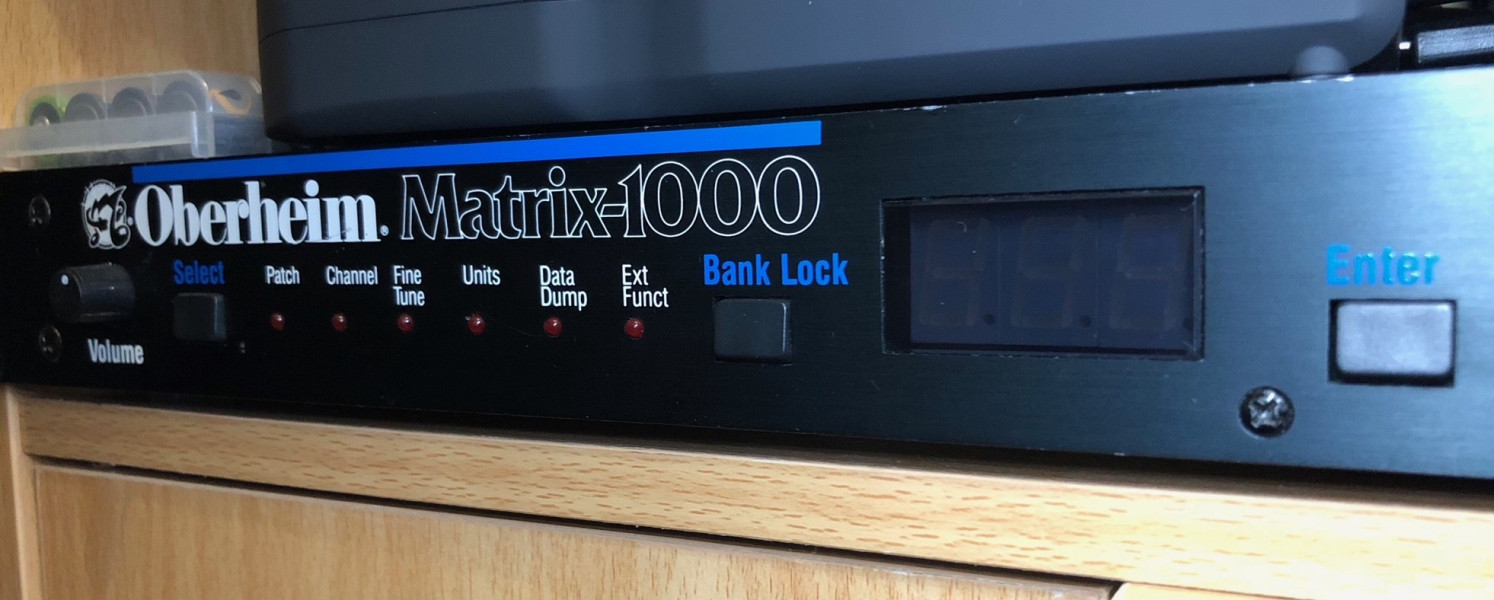 Oberheim® Matrix-1000
Select
Patch
Channel
Fine
Tune
Units
Data
Dump
Ext
Funct
Bank Lock
Enter
Volume